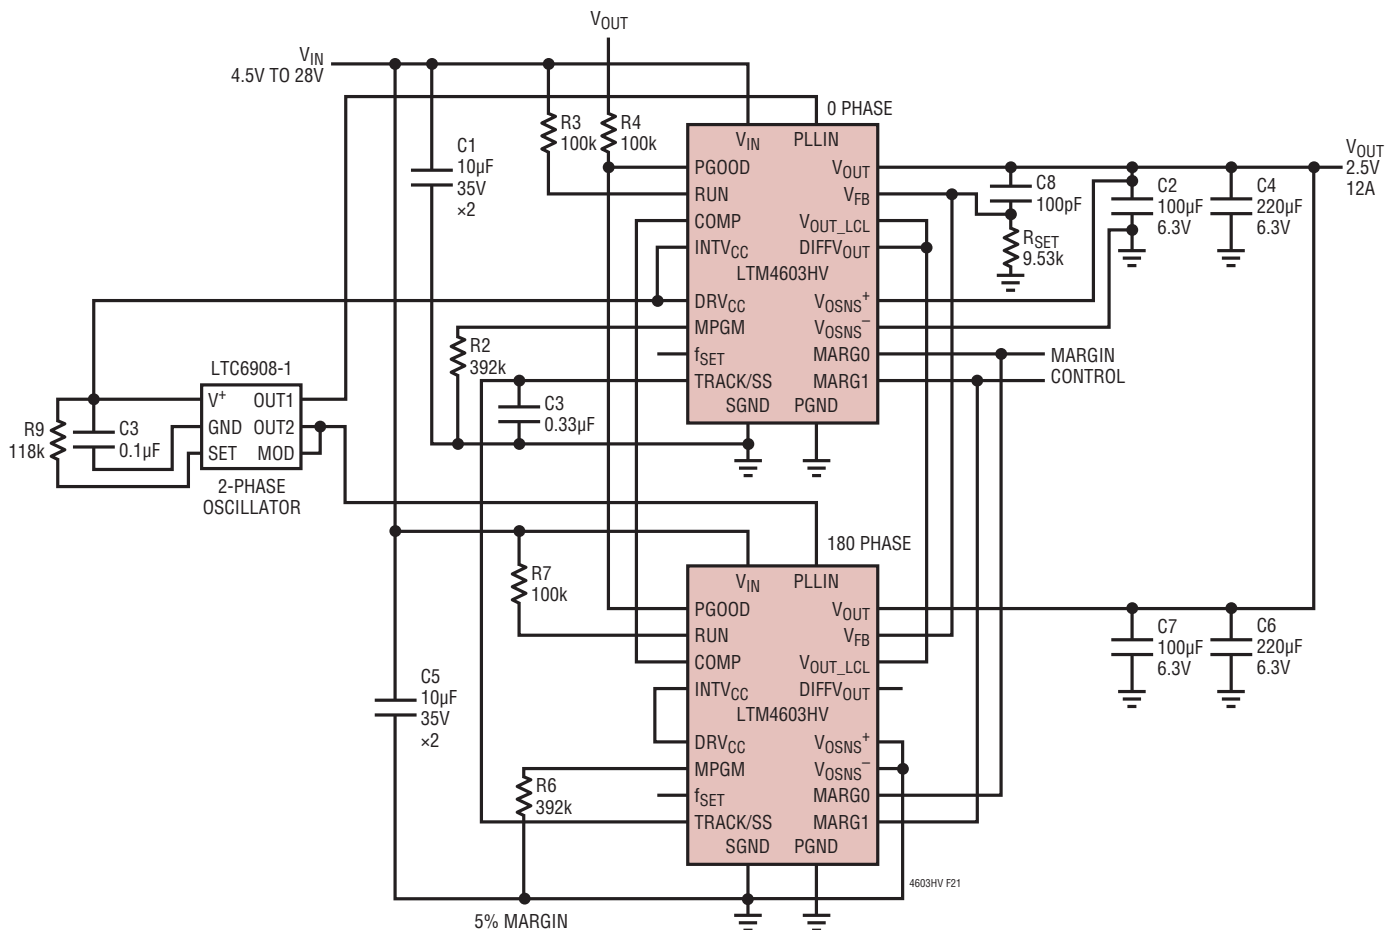 VOUT
VIN
4.5V TO 28V
R3
100k
R4
100k
C1
10µF
35V
×2
0 PHASE
VIN
PLLIN
PGOOD
RUN
COMP
INTVCC
LTM4603HV
DRVCC
MPGM
fSET
TRACK/SS
SGND
PGND
VOUT
VFB
VOUT_LCL
DIFFVOUT
VOSNS+
VOSNS–
MARG0
MARG1
C8
100pF
RSET
9.53k
C2
100µF
6.3V
C4
220µF
6.3V
VOUT
2.5V
12A
MARGIN
CONTROL
R2
392k
C3
0.33µF
LTC6908-1
V+
OUT1
GND
OUT2
SET
MOD
R9
118k
C3
0.1µF
2-PHASE
OSCILLATOR
180 PHASE
R7
100k
VIN
PLLIN
PGOOD
RUN
COMP
INTVCC
LTM4603HV
DRVCC
MPGM
fSET
TRACK/SS
SGND
PGND
VOUT
VFB
VOUT_LCL
DIFFVOUT
VOSNS+
VOSNS–
MARG0
MARG1
C7
100µF
6.3V
C6
220µF
6.3V
C5
10µF
35V
×2
R6
392k
4603HV F21
5% MARGIN